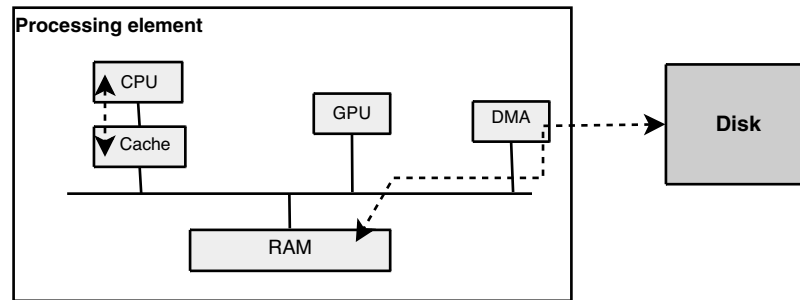 Processing element
CPU
GPU
DMA
Disk
Cache
RAM